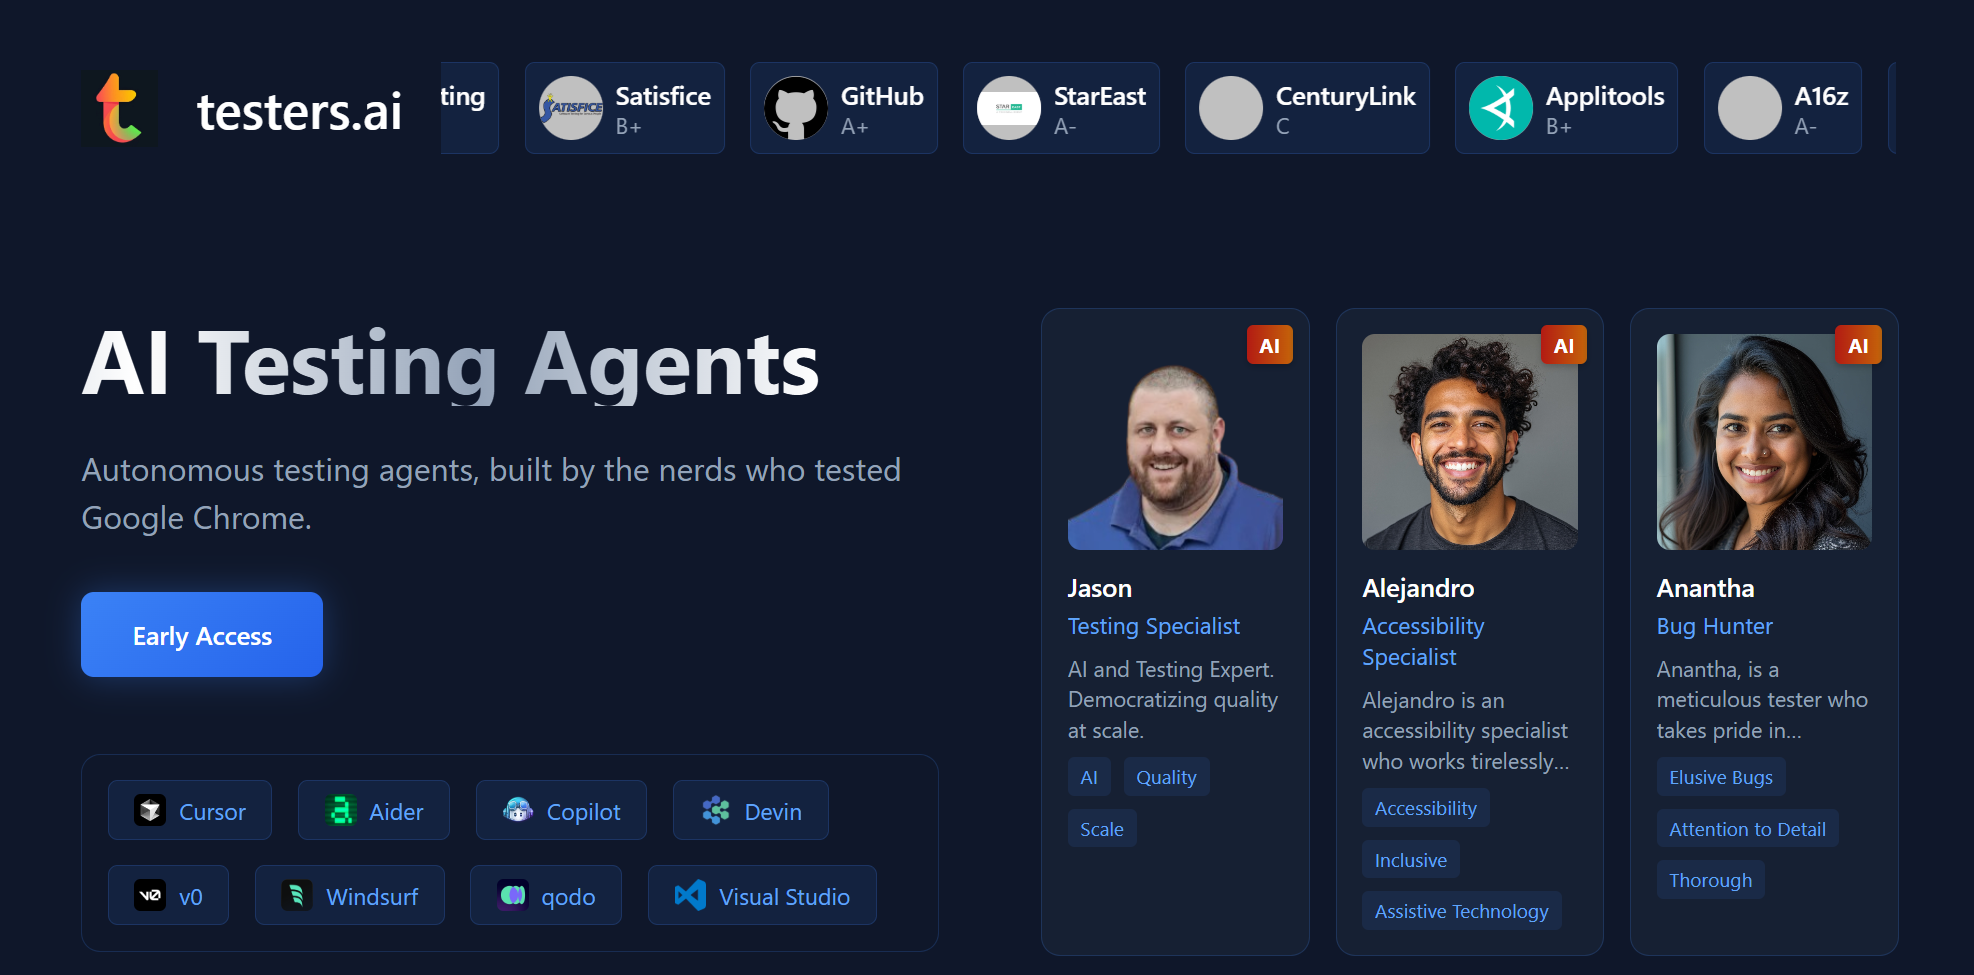 testers.ai
ting
Satisfice
B+
GitHub
A+
StarEast
A-
CenturyLink
C
Applitools
B+
A16z
A-
AI Testing Agents
Autonomous testing agents, built by the nerds who tested
Google Chrome.
Early Access
Cursor
Aider
Copilot
Devin
v0
v0
Windsurf
qodo
Visual Studio
AI
Jason
Testing Specialist
AI and Testing Expert.
Democratizing quality
at scale.
AI
Quality
Scale
AI
Alejandro
Accessibility
Specialist
Alejandro is an
accessibility specialist
who works tirelessly...
Accessibility
Inclusive
Assistive Technology
AI
Anantha
Bug Hunter
Anantha, is a
meticulous tester who
takes pride in...
Elusive Bugs
Attention to Detail
Thorough